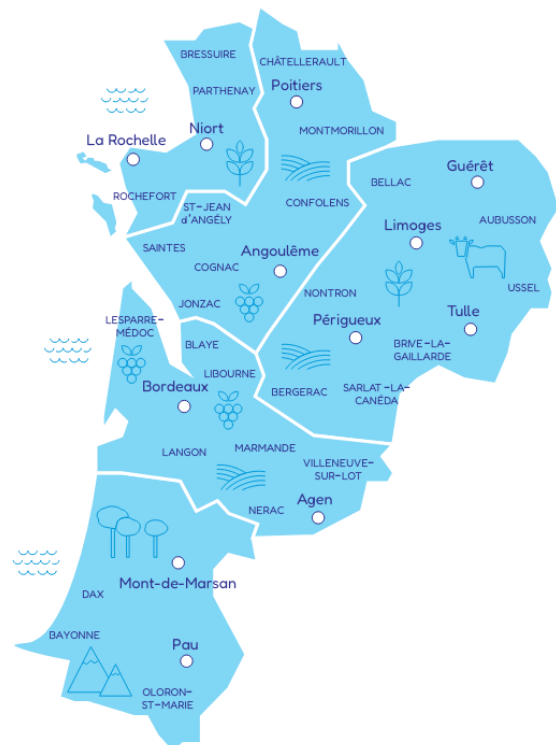 BRESSUIRE
CHÂTELLERAULT
PARTHENAY
Poitiers
MONTMORILLON
La Rochelle
Niort
ROCHEFORT
ST-JEAN
d'ANGÉLY
CONFOLENS
BELLAC
Guérêt
AUBUSSON
Limoges
USSEL
SAINTES
COGNAC
Angoulême
JONZAC
NONTRON
Périgueux
Tulle
BRIVE-LA-
GAILLARDE
LESPARRE-
MÉDOC
BLAYE
LIBOURNE
Bordeaux
BERGERAC
SARLAT-LA-
CANÉDA
LANGON
MARMANDE
VILLENEUVE-
SUR-LOT
NERAC
Agen
Mont-de-Marsan
DAX
BAYONNE
Pau
OLORON-
ST-MARIE